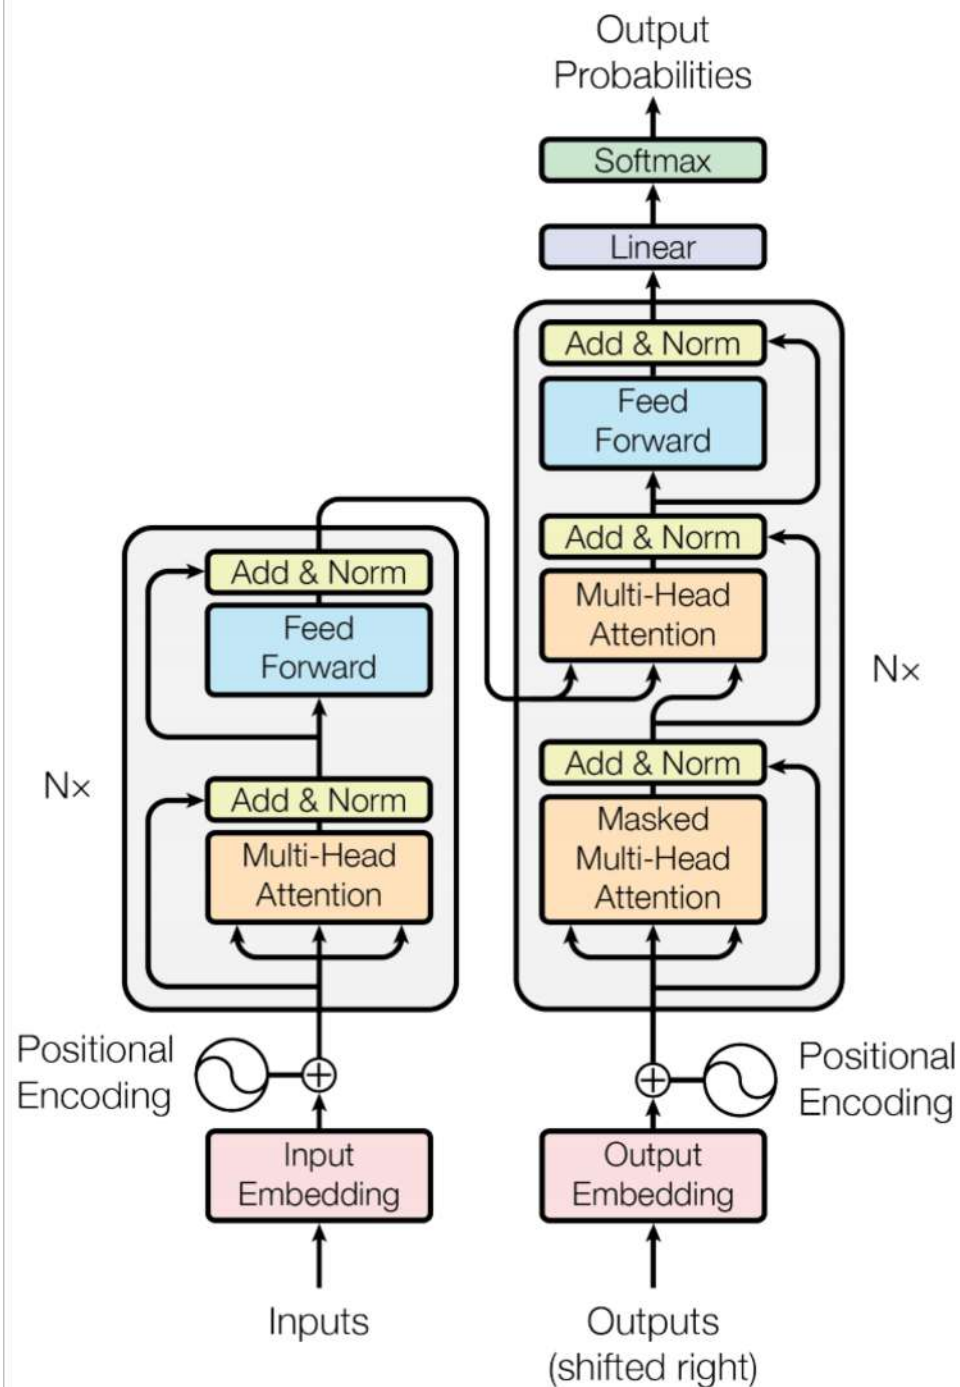 Output
Probabilities
Softmax
Linear
Add & Norm
Feed
Forward
Add & Norm
Multi-Head
Attention
Nx
Add & Norm
Masked
Multi-Head
Attention
Add & Norm
Feed
Forward
Nx
Add & Norm
Multi-Head
Attention
Positional
Encoding
Positional
Encoding
Input
Embedding
Output
Embedding
Inputs
Outputs
(shifted right)